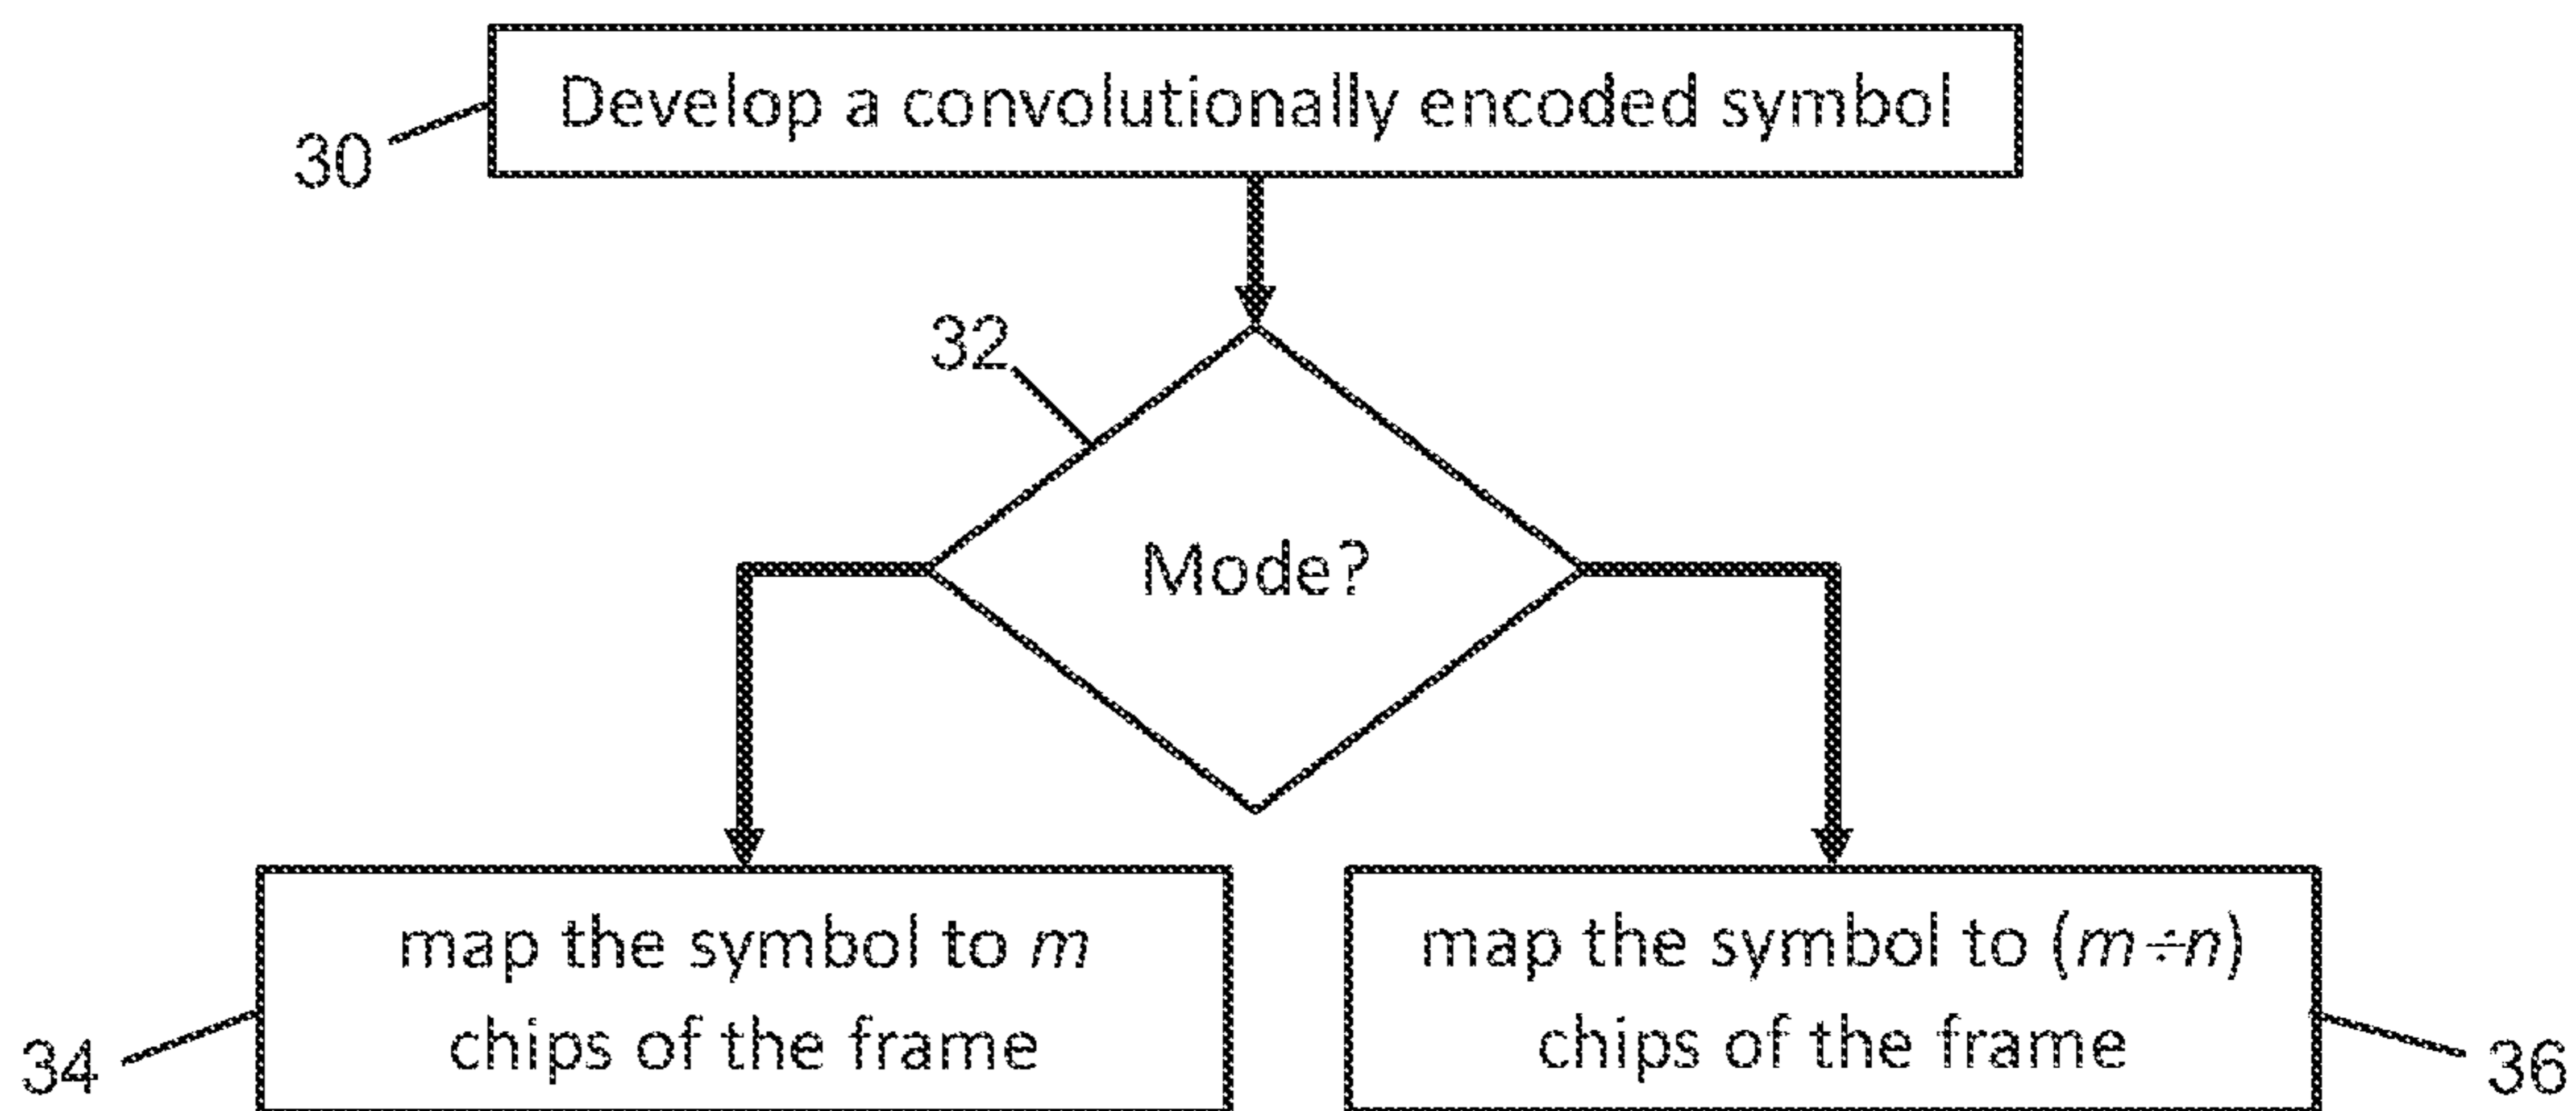 Develop a convolutionally encoded symbol
30
32
Mode?
map the symbol to m
chips of the frame
34
map the symbol to (m÷n)
chips of the frame
36